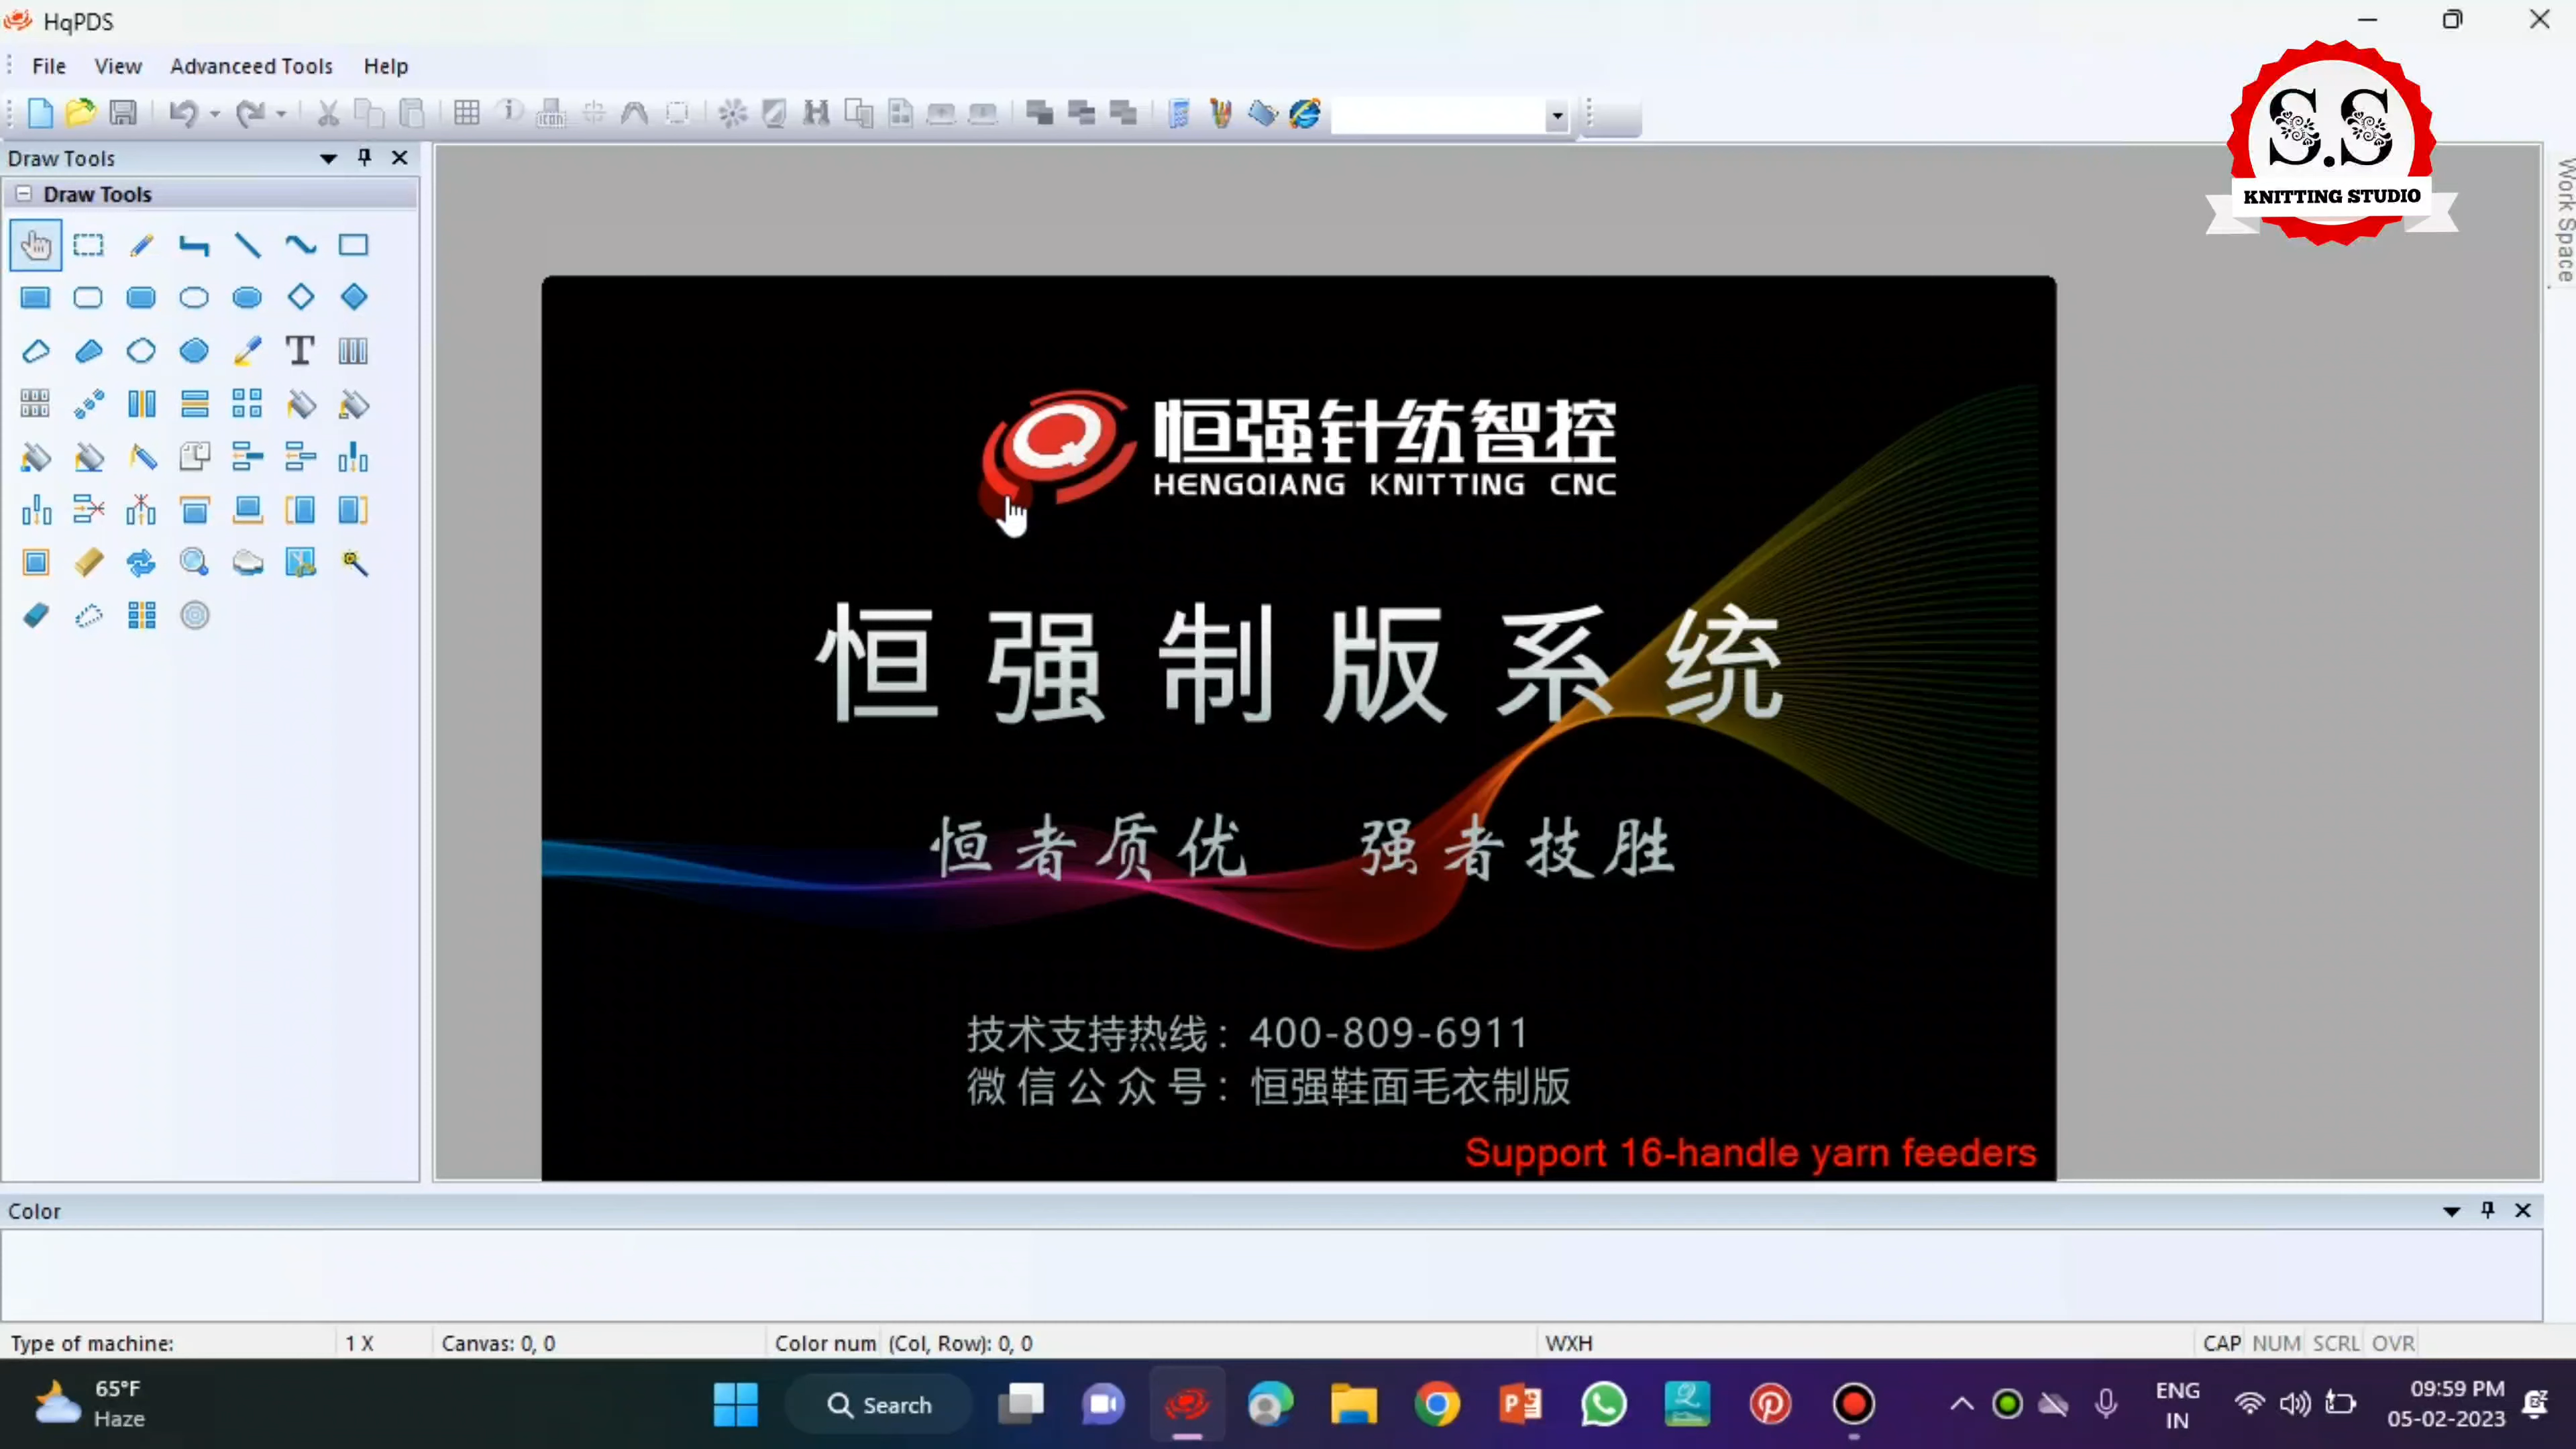 HqPDS
File View Advanceed Tools Help
S.S
KNITTING STUDIO
Draw Tools
Draw Tools
Work Space
恒强针纺智控
HENGQIANG KNITTING CNC
恒强制版系统
恒者质优 强者技胜
技术支持热线：400-809-6911
微信公众号：恒强鞋面毛衣制版
Support 16-handle yarn feeders
Color
Type of machine: 1 X Canvas: 0, 0 Color num (Col, Row): 0, 0 WXH CAP NUM SCRL OVR
65°F
Haze
Search
ENG
IN
09:59 PM
05-02-2023